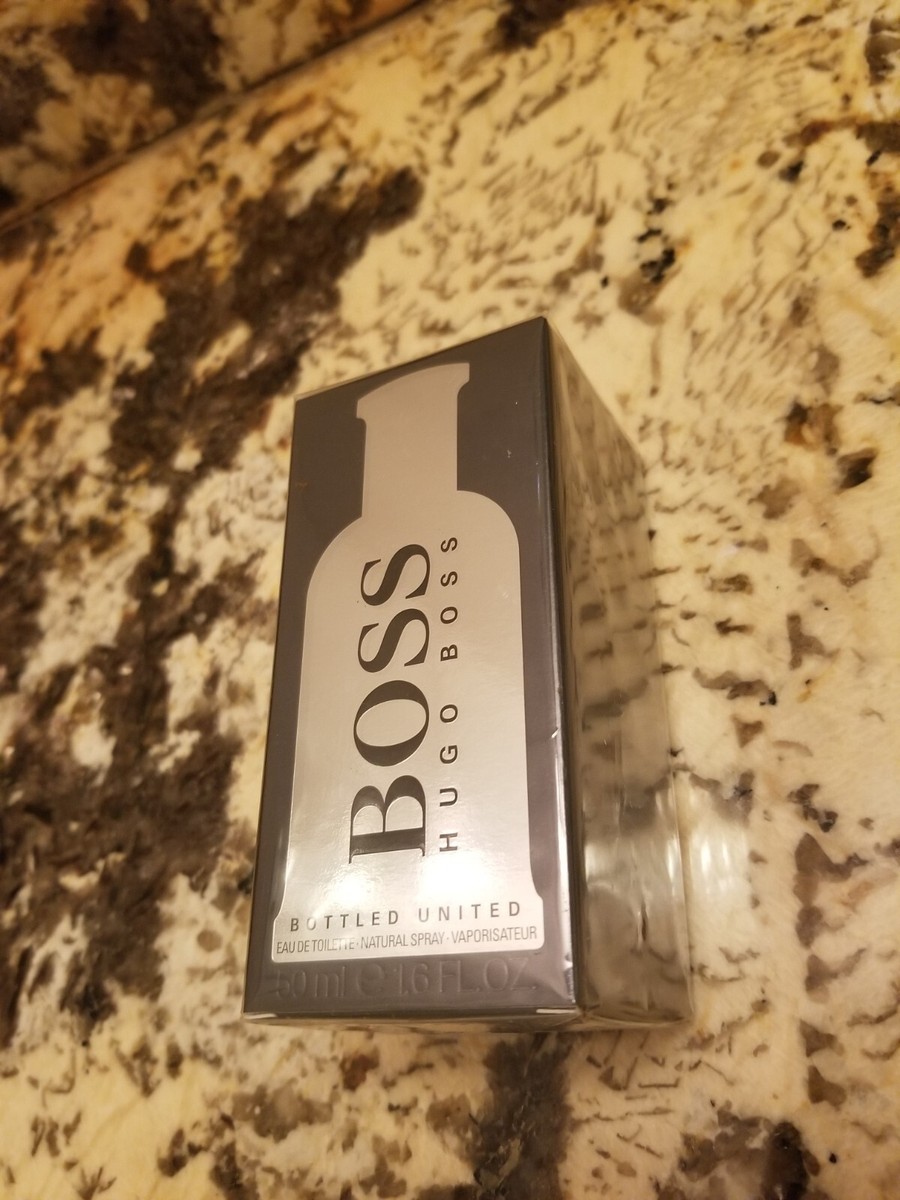 BOSS
HUGO BOSS
BOTTLED UNITED
EAU DE TOILETTE · NATURAL SPRAY · VAPORISATEUR
50 ml ℮ 1.6 FL.OZ.